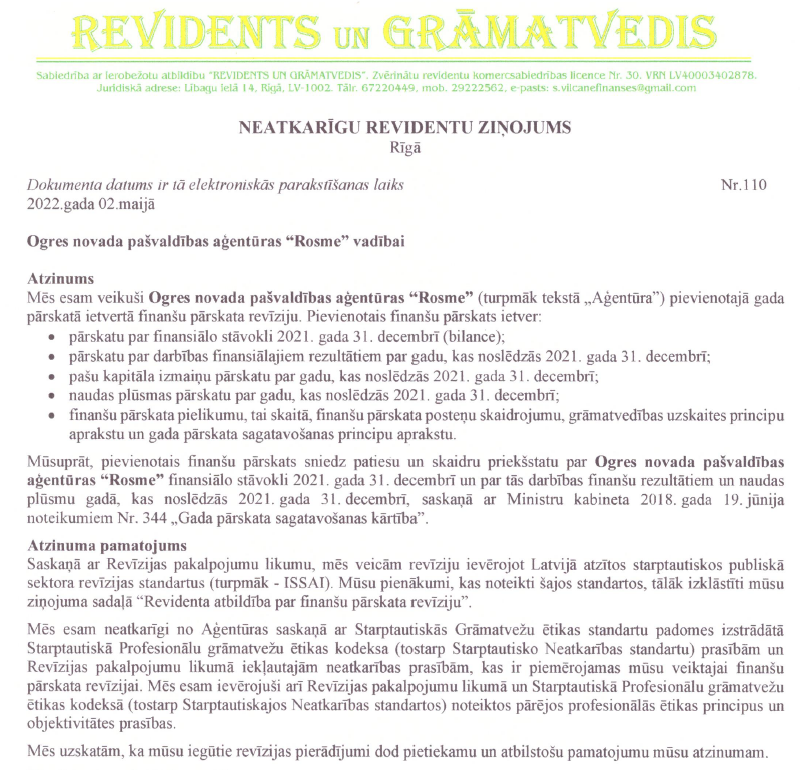 REVIDENTS UN GRĀMATVEDIS
Sabiedrība ar ierobežotu atbildību "REVIDENTS UN GRĀMATVEDIS". Zvērinātu revidentu komercsabiedrības licence Nr. 30, VRN LV40003402878.
Juridiskā adrese: Lībagu ielā 14, Rīgā, LV-1002. Tālr. 67220449, mob. 29222562, e-pasts: s.vilcanefinanses@gmail.com
NEATKARĪGU REVIDENTU ZIŅOJUMS
Rīgā
Dokumenta datums ir tā elektroniskās parakstīšanas laiks Nr.110
2022.gada 02.maijā
Ogres novada pašvaldības aģentūras “Rosme” vadībai
Atzinums
Mēs esam veikuši Ogres novada pašvaldības aģentūras “Rosme” (turpmāk tekstā „Aģentūra”) pievienotajā gada
pārskatā ietvertā finanšu pārskata revīziju. Pievienotais finanšu pārskats ietver:
• pārskatu par finansiālo stāvokli 2021. gada 31. decembrī (bilance);
• pārskatu par darbības finansiālajiem rezultātiem par gadu, kas noslēdzās 2021. gada 31. decembrī;
• pašu kapitāla izmaiņu pārskatu par gadu, kas noslēdzās 2021. gada 31. decembrī;
• naudas plūsmas pārskatu par gadu, kas noslēdzās 2021. gada 31. decembrī;
• finanšu pārskata pielikumu, tai skaitā, finanšu pārskata posteņu skaidrojumu, grāmatvedības uzskaites principu
aprakstu un gada pārskata sagatavošanas principu aprakstu.
Mūsuprāt, pievienotais finanšu pārskats sniedz patiesu un skaidru priekšstatu par Ogres novada pašvaldības
aģentūras “Rosme” finansiālo stāvokli 2021. gada 31. decembrī un par tās darbības finanšu rezultātiem un naudas
plūsmu gadā, kas noslēdzās 2021. gada 31. decembrī, saskaņā ar Ministru kabineta 2018. gada 19. jūnija
noteikumiem Nr. 344 „Gada pārskata sagatavošanas kārtība”.
Atzinuma pamatojums
Saskaņā ar Revīzijas pakalpojumu likumu, mēs veicām revīziju ievērojot Latvijā atzītos starptautiskos publiskā
sektora revīzijas standartus (turpmāk - ISSAI). Mūsu pienākumi, kas noteikti šajos standartos, tālāk izklāstīti mūsu
ziņojuma sadaļā “Revidenta atbildība par finanšu pārskata revīziju”.
Mēs esam neatkarīgi no Aģentūras saskaņā ar Starptautiskās Grāmatvežu ētikas standartu padomes izstrādātā
Starptautiskā Profesionālu grāmatvežu ētikas kodeksa (tostarp Starptautisko Neatkarības standartu) prasībām un
Revīzijas pakalpojumu likumā iekļautajām neatkarības prasībām, kas ir piemērojamas mūsu veiktajai finanšu
pārskata revīzijai. Mēs esam ievērojuši arī Revīzijas pakalpojumu likumā un Starptautiskā Profesionālu grāmatvežu
ētikas kodeksā (tostarp Starptautiskajos Neatkarības standartos) noteiktos pārējos profesionālās ētikas principus un
objektivitātes prasības.
Mēs uzskatām, ka mūsu iegūtie revīzijas pierādījumi dod pietiekamu un atbilstošu pamatojumu mūsu atzinumam.